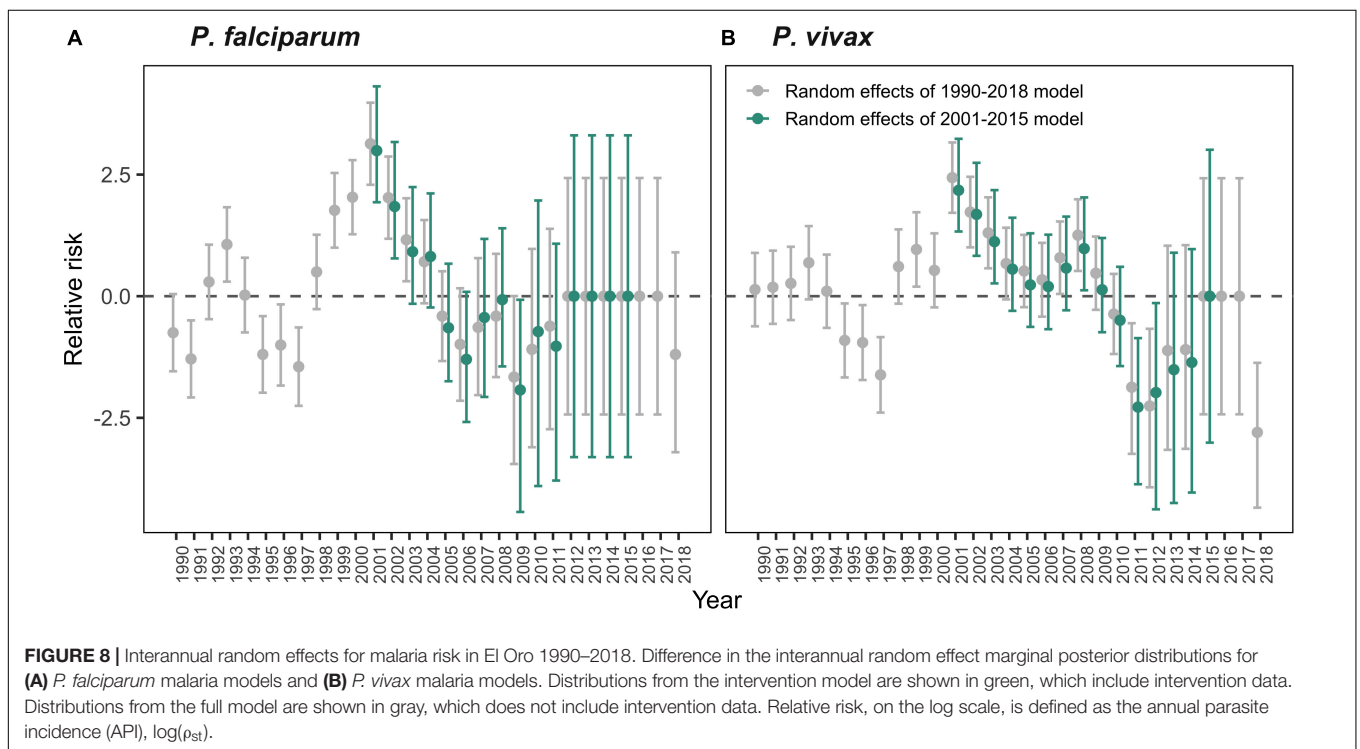 A P. falciparum
B P. vivax
Random effects of 1990-2018 model
Random effects of 2001-2015 model
Relative risk
2.5
0.0
-2.5
1990 1991 1992 1993 1994 1995 1996 1997 1998 1999 2000 2001 2002 2003 2004 2005 2006 2007 2008 2009 2010 2011 2012 2013 2014 2015 2016 2017 2018
1990 1991 1992 1993 1994 1995 1996 1997 1998 1999 2000 2001 2002 2003 2004 2005 2006 2007 2008 2009 2010 2011 2012 2013 2014 2015 2016 2017 2018
Year
FIGURE 8 | Interannual random effects for malaria risk in El Oro 1990–2018. Difference in the interannual random effect marginal posterior distributions for
(A) P. falciparum malaria models and (B) P. vivax malaria models. Distributions from the intervention model are shown in green, which include intervention data.
Distributions from the full model are shown in gray, which does not include intervention data. Relative risk, on the log scale, is defined as the annual parasite
incidence (API), log(ρst).